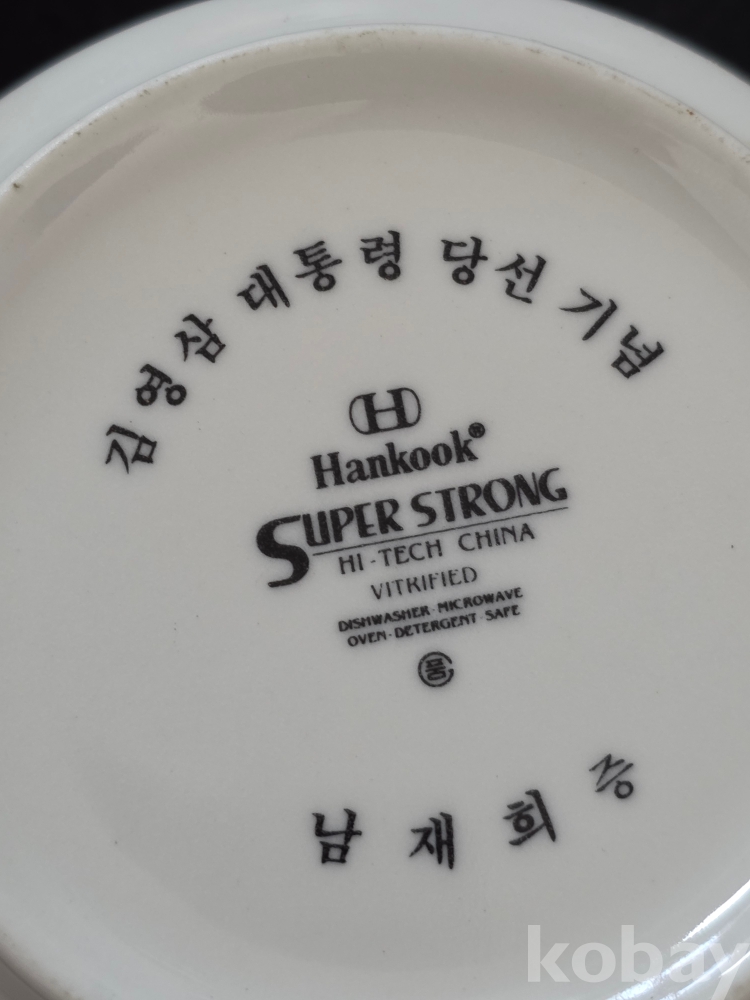 김영삼 대통령 당선 기념
H
Hankook®
SUPER STRONG
HI-TECH CHINA
VITRIFIED
DISHWASHER·MICROWAVE
OVEN·DETERGENT·SAFE
품
남재희 증
kobay